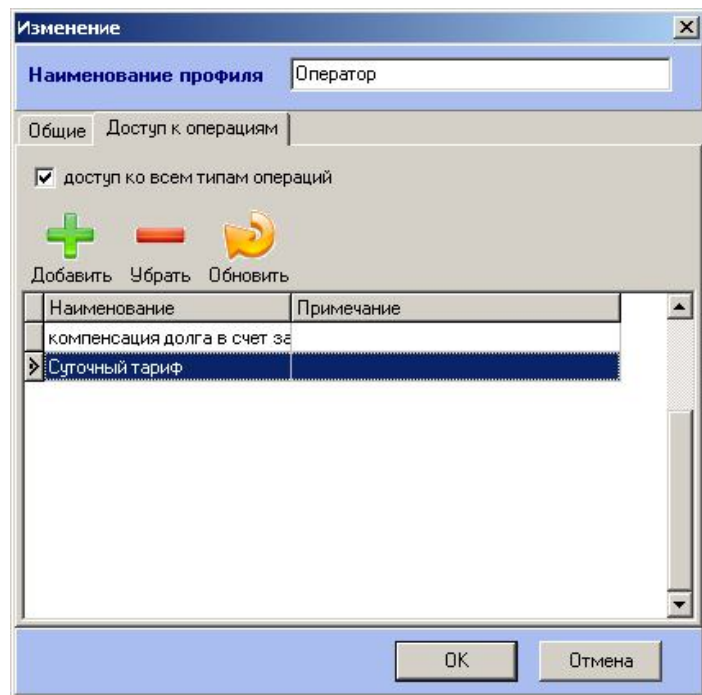 Изменение
Наименование профиля Оператор
Общие Доступ к операциям
доступ ко всем типам операций
Добавить Убрать Обновить
Наименование Примечание
компенсация долга в счет за
Суточный тариф
OK Отмена